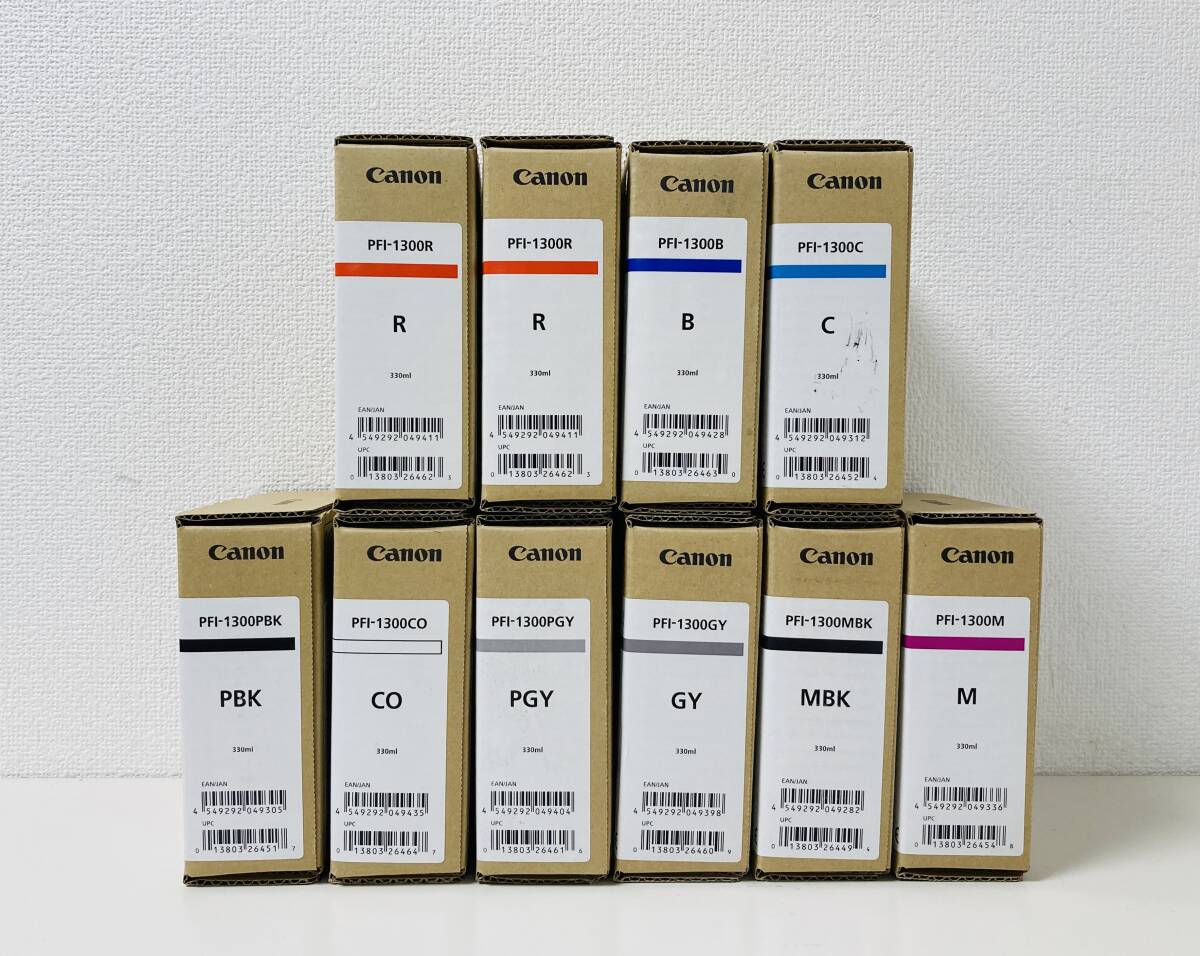 Canon
PFI-1300R
R
330ml
EAN/JAN
4 549292 049411
UPC
0 13803 26462 3
Canon
PFI-1300R
R
330ml
EAN/JAN
4 549292 049411
UPC
0 13803 26462 3
Canon
PFI-1300B
B
330ml
EAN/JAN
4 549292 049428
UPC
0 13803 26463 0
Canon
PFI-1300C
C
330ml
EAN/JAN
4 549292 049312
UPC
0 13803 26452 4
Canon
PFI-1300PBK
PBK
330ml
EAN/JAN
4 549292 049305
UPC
0 13803 26451 7
Canon
PFI-1300CO
CO
330ml
EAN/JAN
4 549292 049435
UPC
0 13803 26464 7
Canon
PFI-1300PGY
PGY
330ml
EAN/JAN
4 549292 049404
UPC
0 13803 26461 6
Canon
PFI-1300GY
GY
330ml
EAN/JAN
4 549292 049398
UPC
0 13803 26460 9
Canon
PFI-1300MBK
MBK
330ml
EAN/JAN
4 549292 049282
UPC
0 13803 26449 4
Canon
PFI-1300M
M
330ml
EAN/JAN
4 549292 049336
UPC
0 13803 26454 8